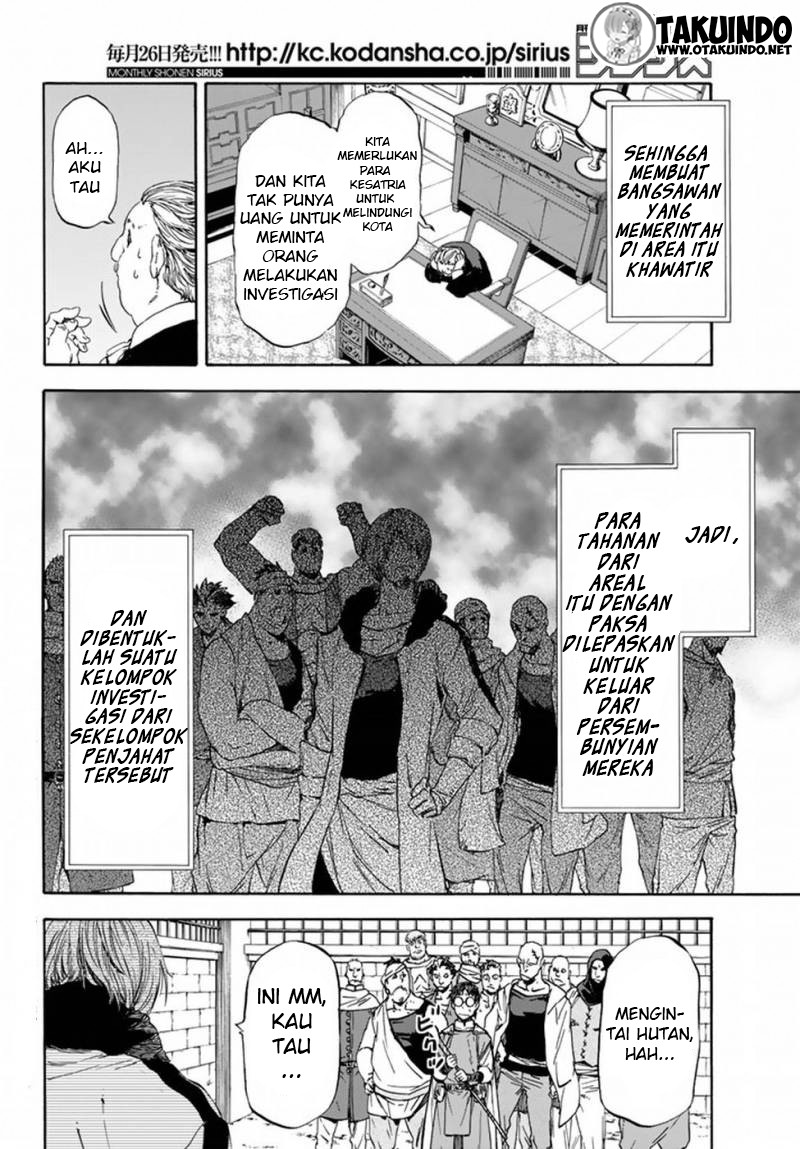 毎月26日発売!!! http://kc.kodansha.co.jp/sirius
MONTHLY SHONEN SIRIUS
TAKUINDO
WWW.OTAKUINDO.NET
SEHINGGA
MEMBUAT
BANGSAWAN
YANG
MEMERINTAH
DI AREA ITU
KHAWATIR
KITA
MEMERLUKAN
PARA
KESATRIA
UNTUK
MELINDUNGI
KOTA
DAN KITA
TAK PUNYA
UANG UNTUK
MEMINTA
ORANG
MELAKUKAN
INVESTIGASI
AH...
AKU
TAU
JADI,
PARA
TAHANAN
DARI
AREAL
ITU DENGAN
PAKSA
DILEPASKAN
UNTUK
KELUAR
DARI
PERSEM-
BUNYIAN
MEREKA
DAN
DIBENTUK-
LAH SUATU
KELOMPOK
INVESTI-
GASI DARI
SEKELOMPOK
PENJAHAT
TERSEBUT
MENGIN-
TAI HUTAN,
HAH...
ビクッ
INI MM,
KAU
TAU
...